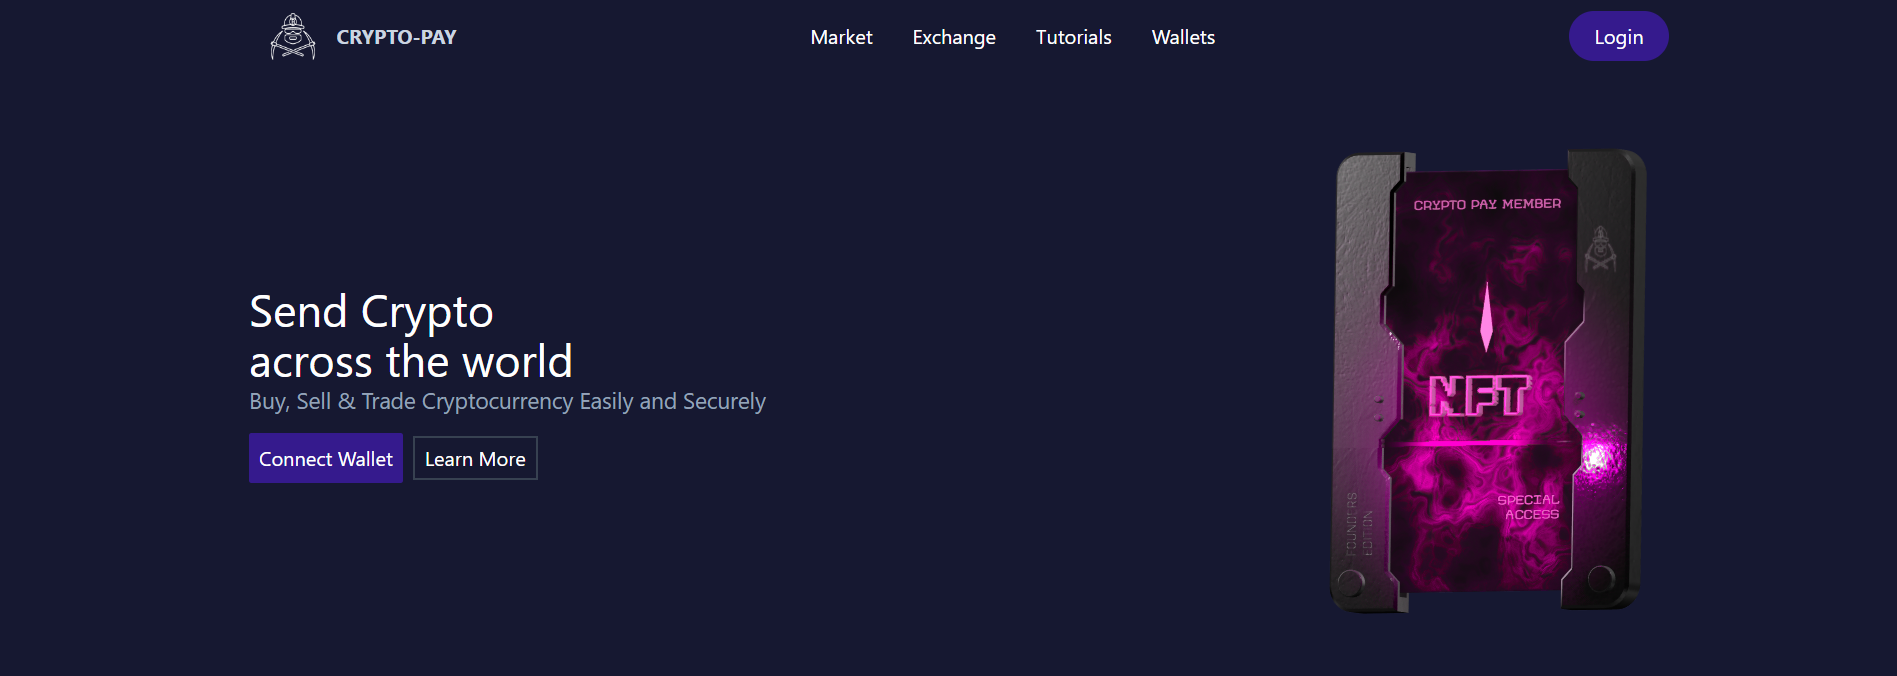 CRYPTO-PAY
Market
Exchange
Tutorials
Wallets
Login
Send Crypto
across the world
Buy, Sell & Trade Cryptocurrency Easily and Securely
Connect Wallet
Learn More
CRYPTO PAY MEMBER
NFT
SPECIAL
ACCESS
FOUNDERS
EDITION